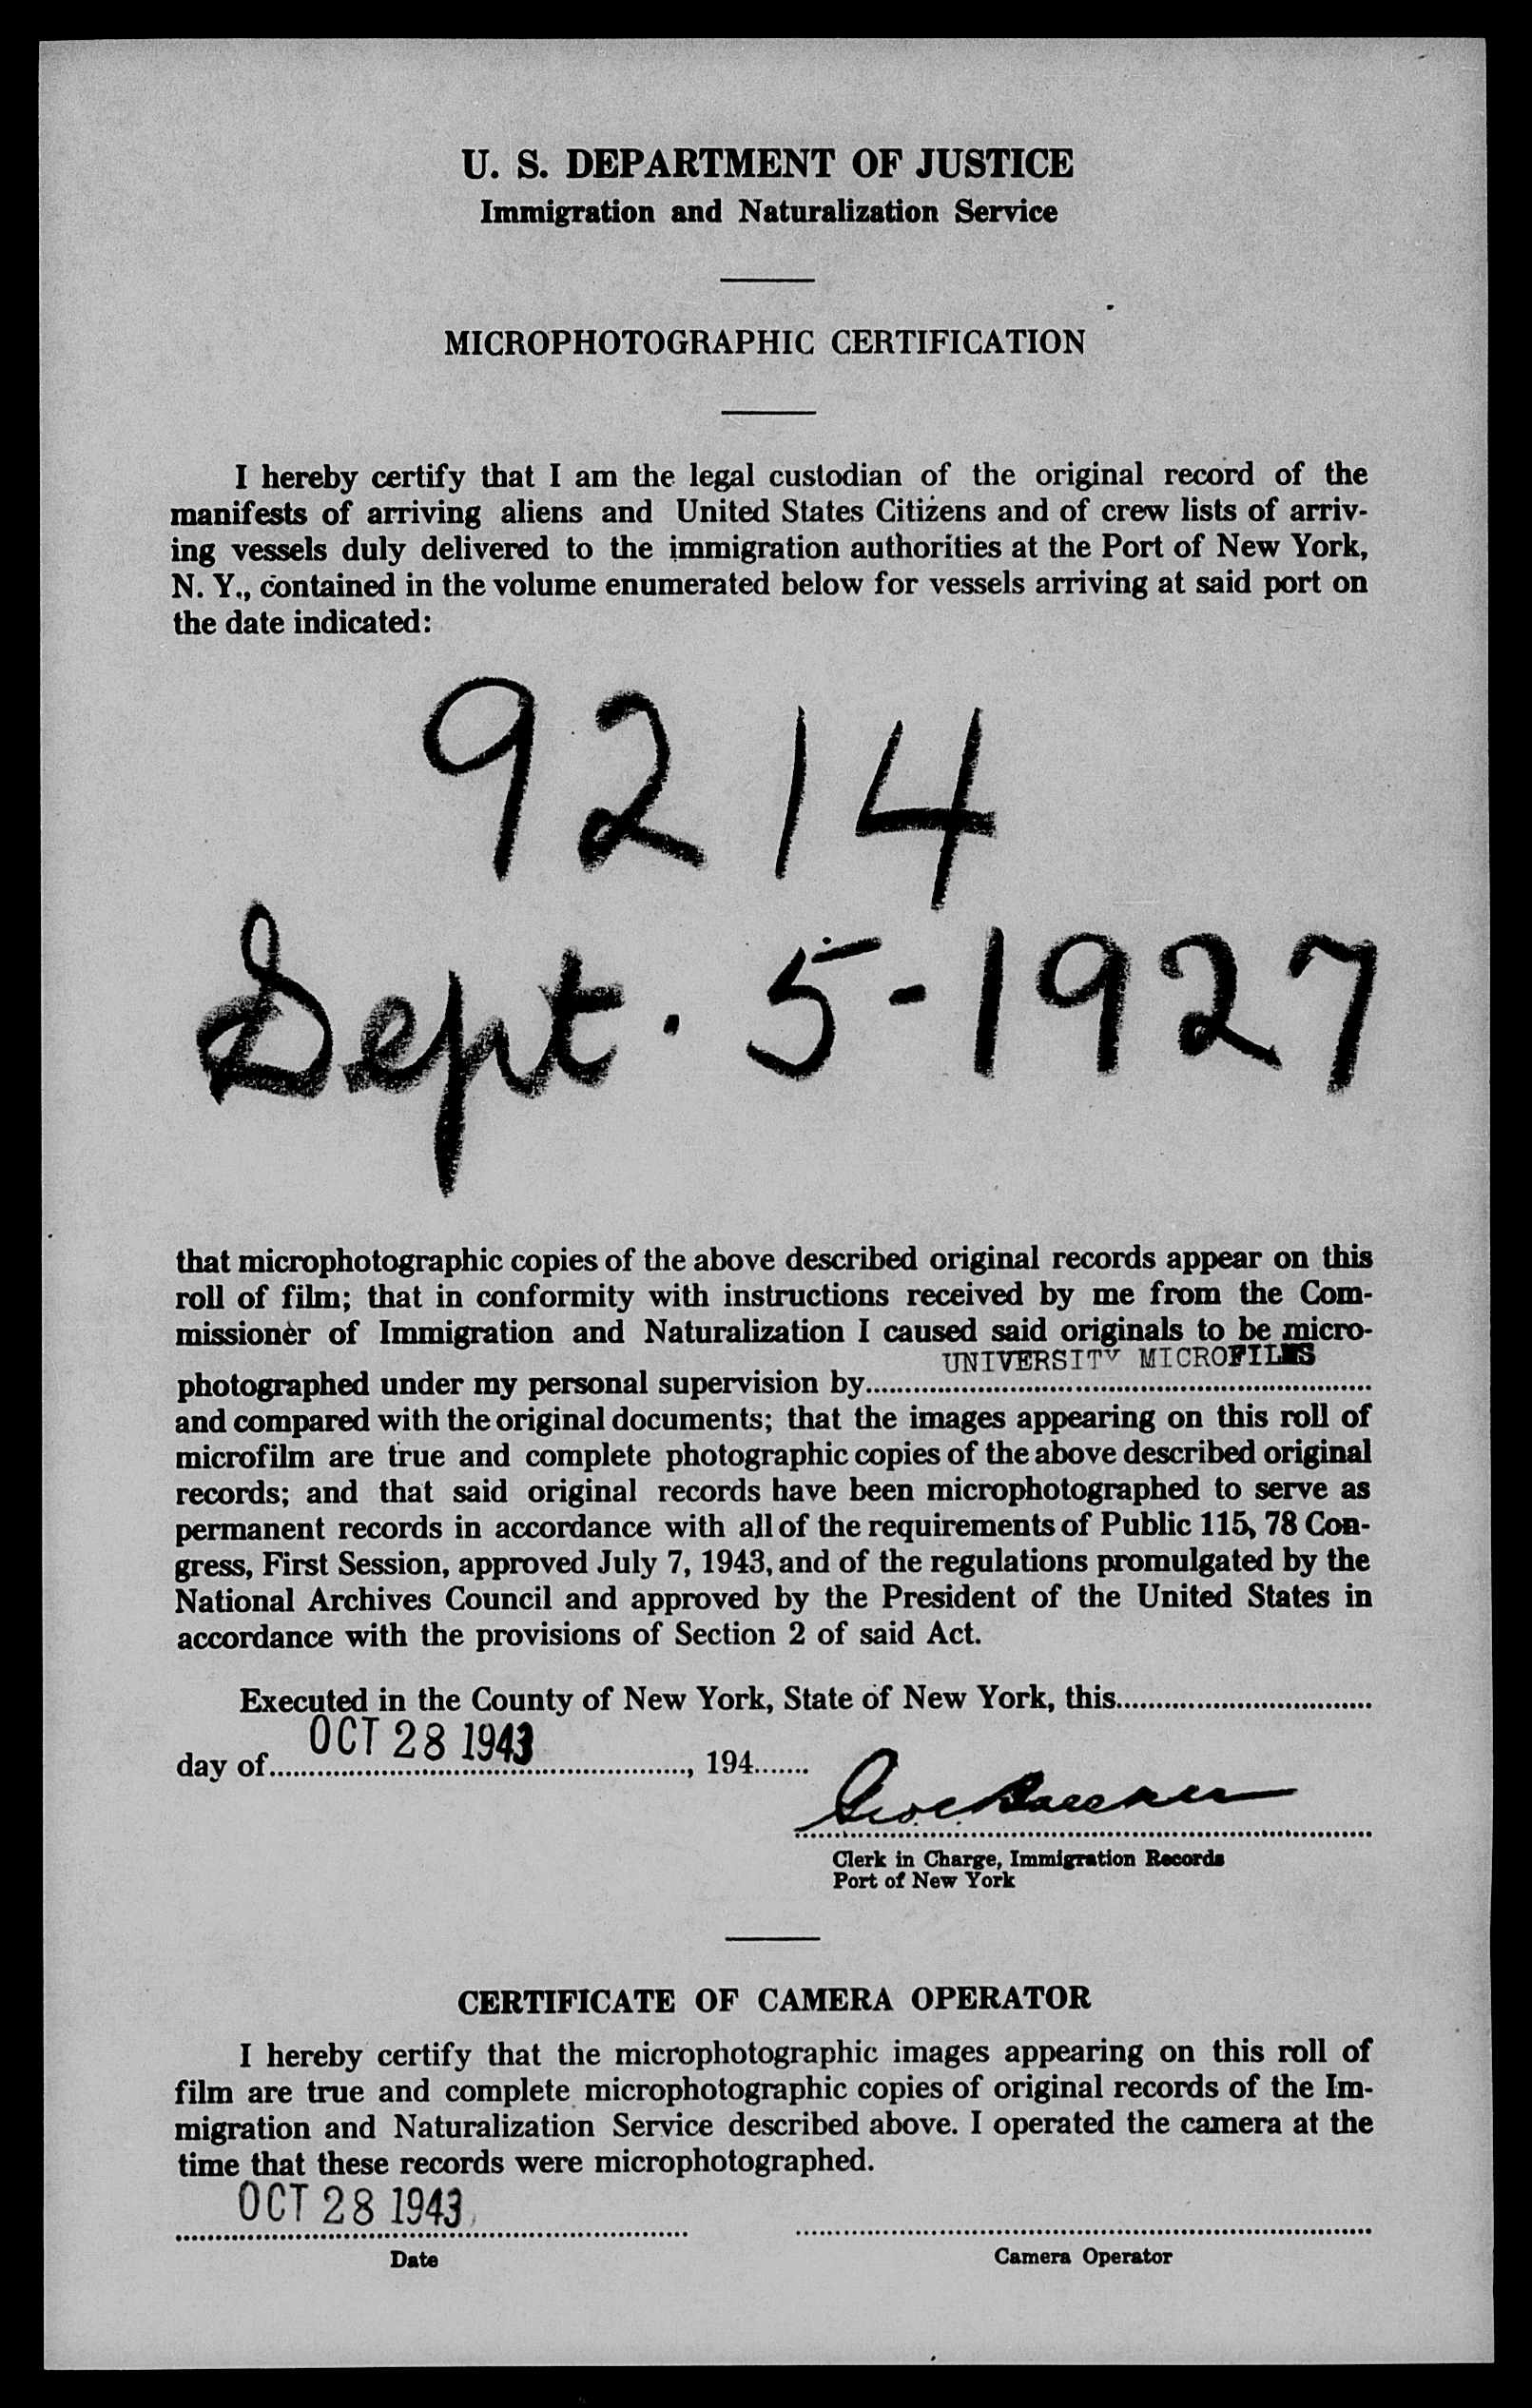 U. S. DEPARTMENT OF JUSTICE
Immigration and Naturalization Service
MICROPHOTOGRAPHIC CERTIFICATION
I hereby certify that I am the legal custodian of the original record of the
manifests of arriving aliens and United States Citizens and of crew lists of arriv-
ing vessels duly delivered to the immigration authorities at the Port of New York,
N. Y., contained in the volume enumerated below for vessels arriving at said port on
the date indicated:
9214
Sept. 5-1927
that microphotographic copies of the above described original records appear on this
roll of film; that in conformity with instructions received by me from the Com-
missioner of Immigration and Naturalization I caused said originals to be micro-
UNIVERSITY MICROFILMS
photographed under my personal supervision by
and compared with the original documents; that the images appearing on this roll of
microfilm are true and complete photographic copies of the above described original
records; and that said original records have been microphotographed to serve as
permanent records in accordance with all of the requirements of Public 115, 78 Con-
gress, First Session, approved July 7, 1943, and of the regulations promulgated by the
National Archives Council and approved by the President of the United States in
accordance with the provisions of Section 2 of said Act.
Executed in the County of New York, State of New York, this
OCT 28 1943
day of, 194
Clerk in Charge, Immigration Records
Port of New York
CERTIFICATE OF CAMERA OPERATOR
I hereby certify that the microphotographic images appearing on this roll of
film are true and complete microphotographic copies of original records of the Im-
migration and Naturalization Service described above. I operated the camera at the
time that these records were microphotographed.
OCT 28 1943
Date
Camera Operator